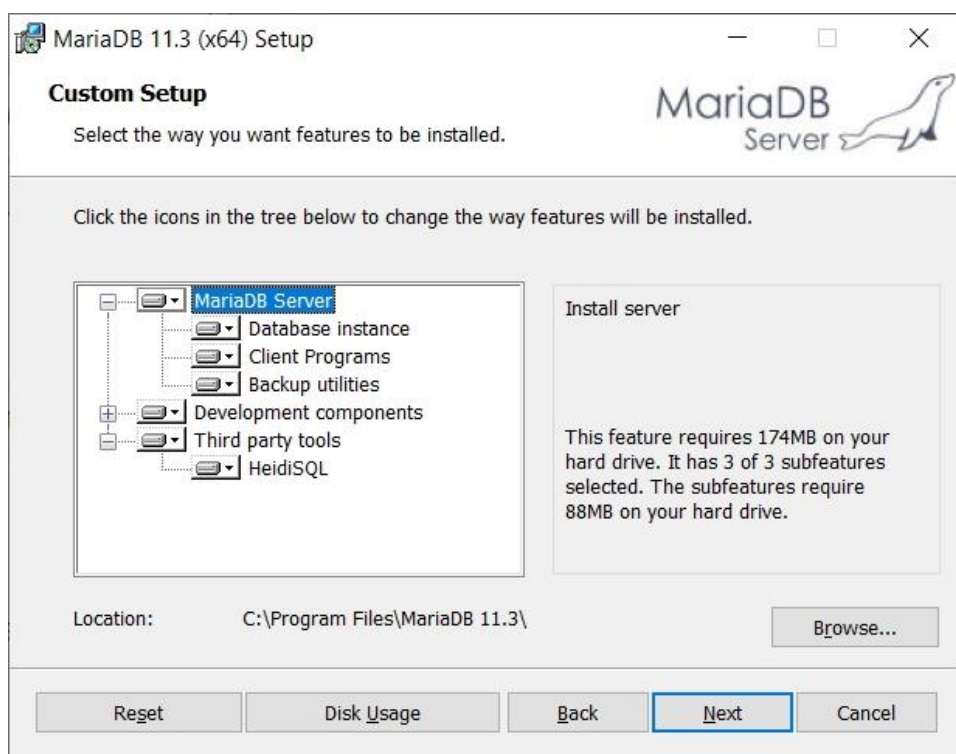 MariaDB 11.3 (x64) Setup
Custom Setup
Select the way you want features to be installed.
MariaDB
Server
Click the icons in the tree below to change the way features will be installed.
MariaDB Server
Database instance
Client Programs
Backup utilities
Development components
Third party tools
HeidiSQL
Install server
This feature requires 174MB on your
hard drive. It has 3 of 3 subfeatures
selected. The subfeatures require
88MB on your hard drive.
Location: C:\Program Files\MariaDB 11.3\
Browse...
Reset Disk Usage Back Next Cancel